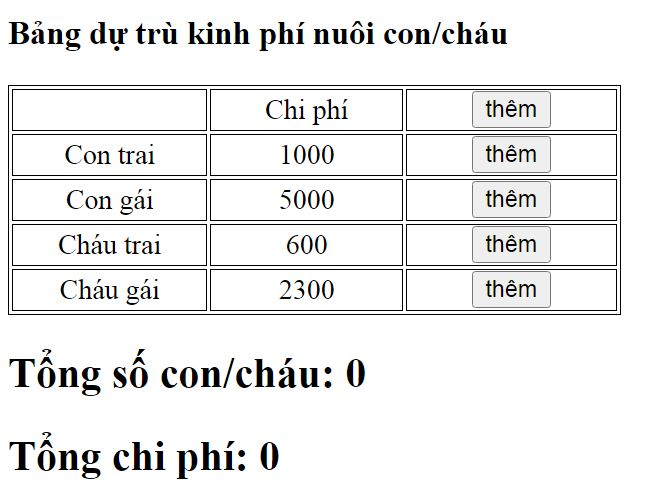 Bảng dự trù kinh phí nuôi con/cháu
Chi phí thêm
Con trai 1000 thêm
Con gái 5000 thêm
Cháu trai 600 thêm
Cháu gái 2300 thêm
Tổng số con/cháu: 0
Tổng chi phí: 0